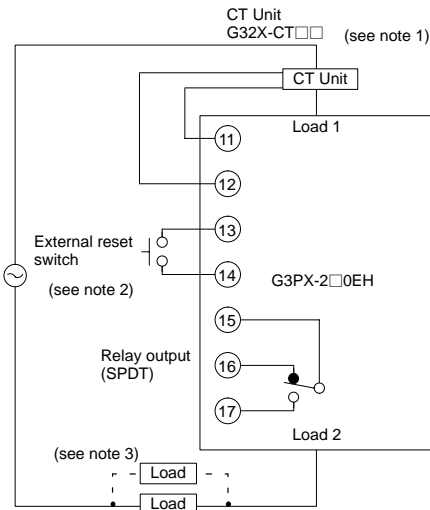 CT Unit
G32X-CT□□ (see note 1)
CT Unit
Load 1
11
12
13
External reset
switch
14
(see note 2)
G3PX-2□0EH
15
Relay output
(SPDT)
16
17
Load 2
(see note 3)
Load
Load